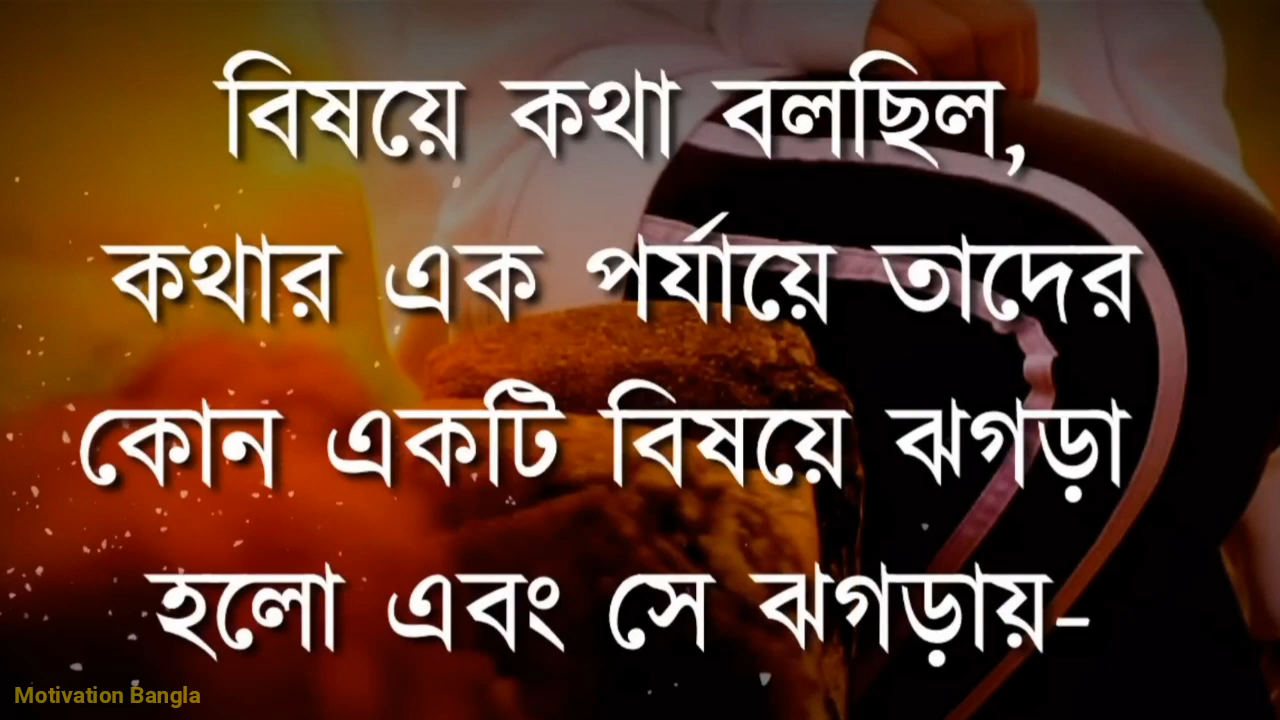 বিষয়ে কথা বলছিল,
কথার এক পর্যায়ে তাদের
কোন একটি বিষয়ে ঝগড়া
হলো এবং সে ঝগড়ায়-
Motivation Bangla